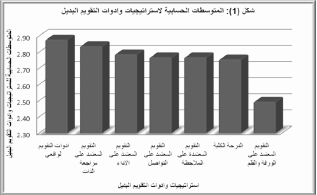 شكل (1): المتوسطات الحسابية لاستراتيجيات وادوات التقويم البديل
المتوسطات الحسابية لاستراتيجيات وادوات التقويم البديل
2.90
2.80
2.70
2.60
2.50
2.40
2.30
ادوات التقويم
لواقعي
التقويم
المعتمد على
مراجعة
الذات
التقويم
المعتمد على
الاداء
التقويم
المعتمد على
التواصل
التقويم
المعتمدة على
الملاحظة
الدرجة الكلية
التقويم
المعتمد على
الورقة والقلم
استراتيجيات وادوات التقويم البديل